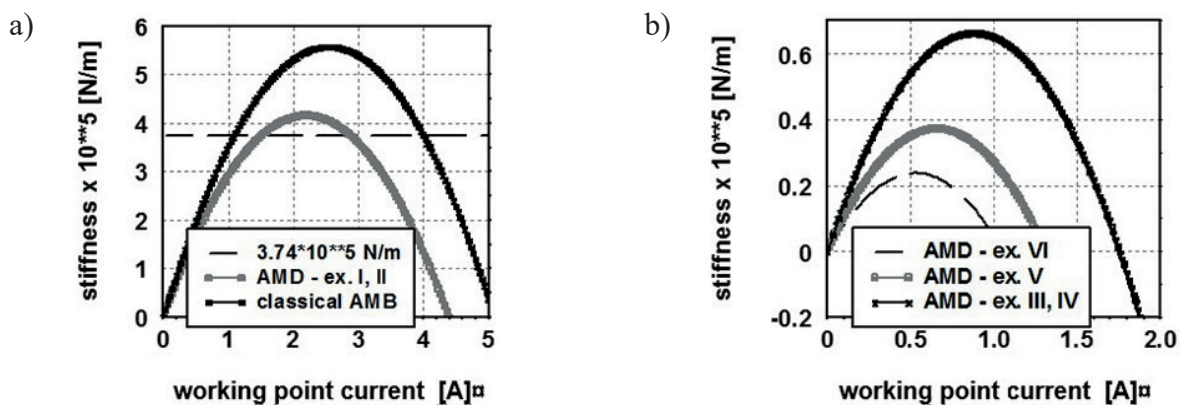 a)
stiffness x 10**5 [N/m]
6
5
4
3
2
1
0
3.74*10**5 N/m
AMD - ex. I, II
classical AMB
0 1 2 3 4 5
working point current [A]¤
b)
stiffness x 10**5 [N/m]
0.6
0.4
0.2
0
-0.2
AMD - ex. VI
AMD - ex. V
AMD - ex. III, IV
0 0.5 1.0 1.5 2.0
working point current [A]¤